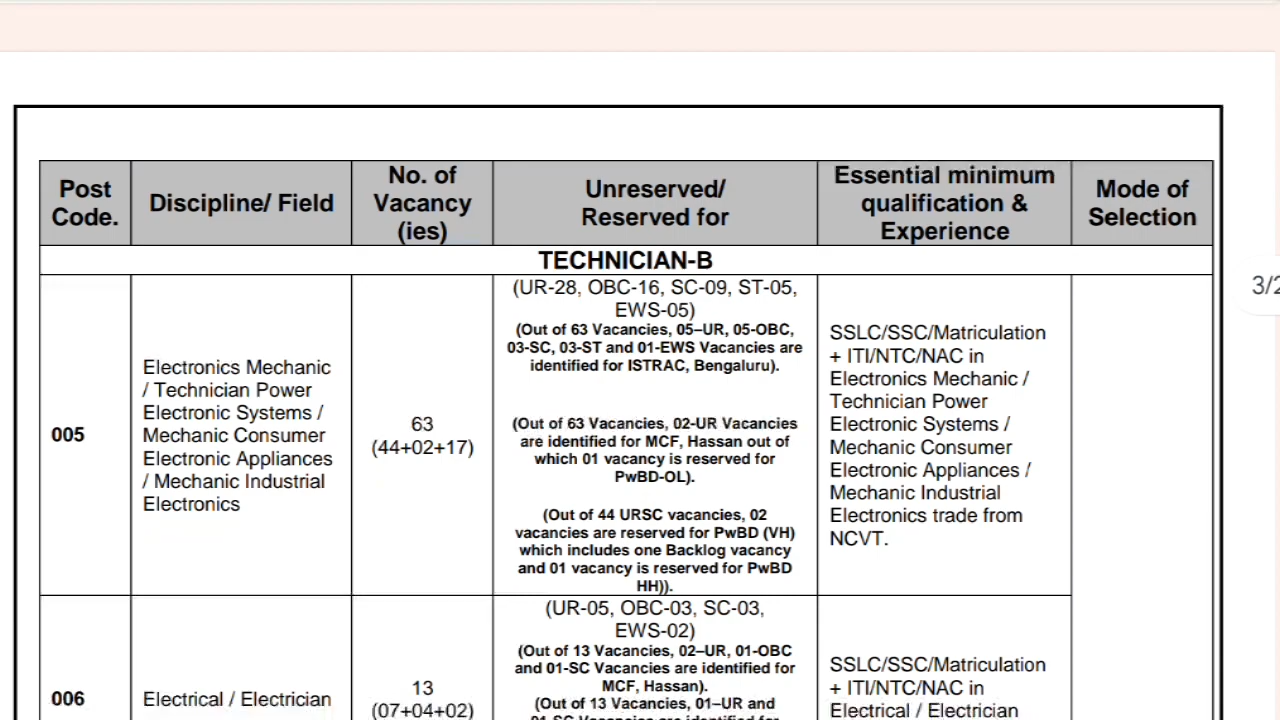 Post
Code.
Discipline/ Field
No. of
Vacancy
(ies)
Unreserved/
Reserved for
Essential minimum
qualification &
Experience
Mode of
Selection
TECHNICIAN-B
005
Electronics Mechanic
/ Technician Power
Electronic Systems /
Mechanic Consumer
Electronic Appliances
/ Mechanic Industrial
Electronics
63
(44+02+17)
(UR-28, OBC-16, SC-09, ST-05,
EWS-05)
(Out of 63 Vacancies, 05–UR, 05-OBC,
03-SC, 03-ST and 01-EWS Vacancies are
identified for ISTRAC, Bengaluru).
(Out of 63 Vacancies, 02-UR Vacancies
are identified for MCF, Hassan out of
which 01 vacancy is reserved for
PwBD-OL).
(Out of 44 URSC vacancies, 02
vacancies are reserved for PwBD (VH)
which includes one Backlog vacancy
and 01 vacancy is reserved for PwBD
HH)).
SSLC/SSC/Matriculation
+ ITI/NTC/NAC in
Electronics Mechanic /
Technician Power
Electronic Systems /
Mechanic Consumer
Electronic Appliances /
Mechanic Industrial
Electronics trade from
NCVT.
3/2
006
Electrical / Electrician
13
(07+04+02)
(UR-05, OBC-03, SC-03,
EWS-02)
(Out of 13 Vacancies, 02–UR, 01-OBC
and 01-SC Vacancies are identified for
MCF, Hassan).
(Out of 13 Vacancies, 01–UR and
01-SC Vacancies are identified for
SSLC/SSC/Matriculation
+ ITI/NTC/NAC in
Electrical / Electrician